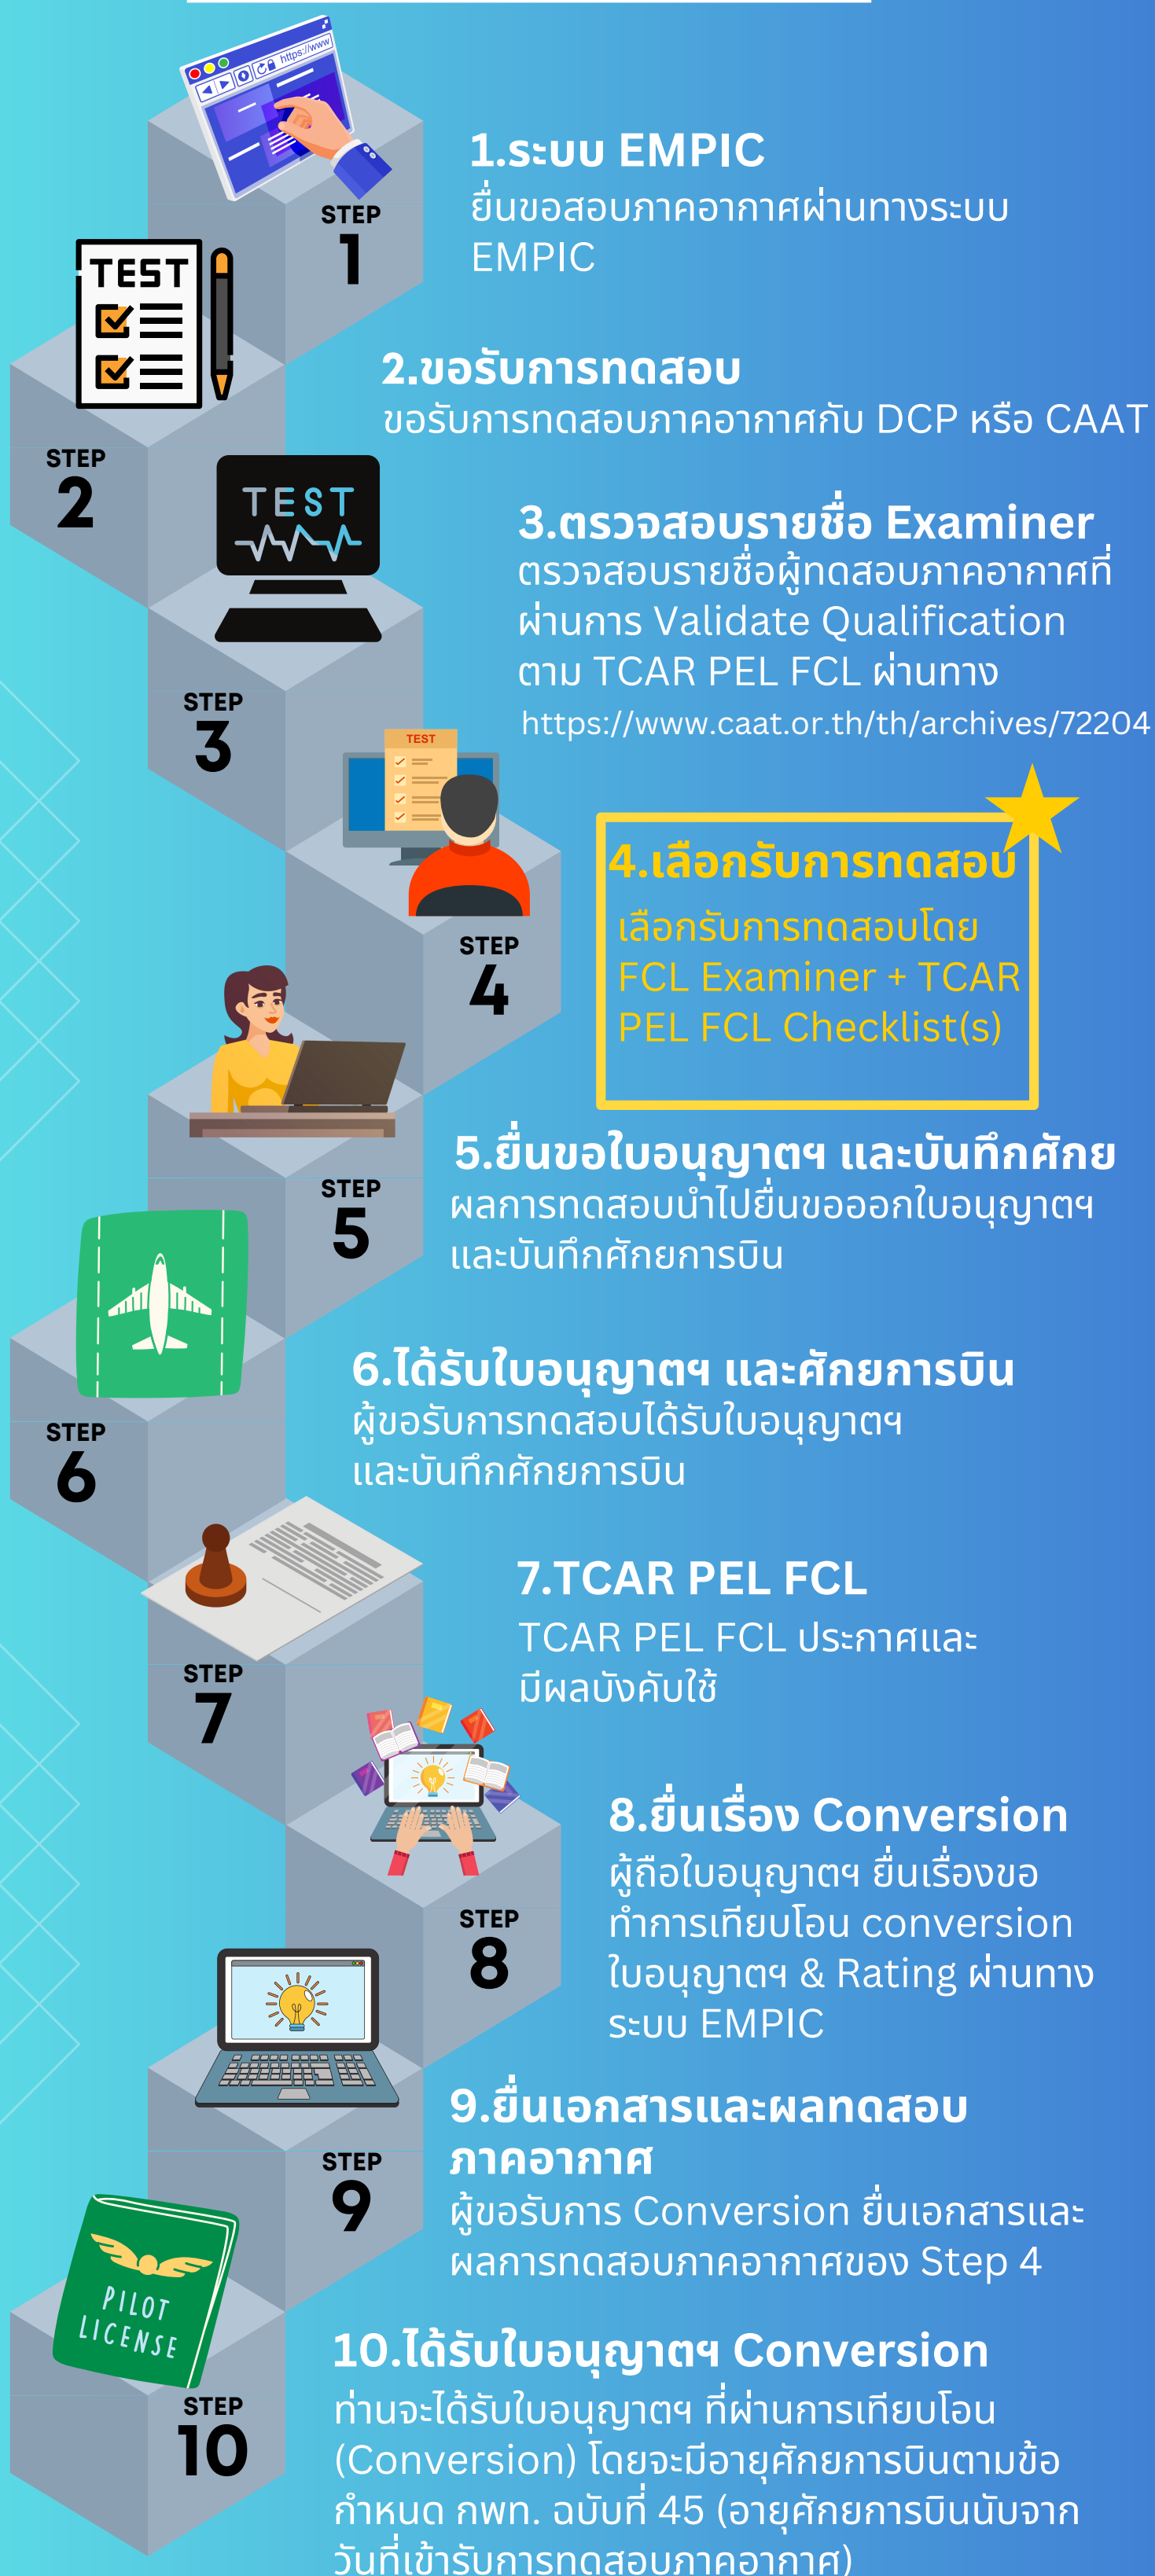 https://www
STEP
1
1.ระบบ EMPIC
ยื่นขอสอบภาคอากาศผ่านทางระบบ
EMPIC
TEST
STEP
2
2.ขอรับการทดสอบ
ขอรับการทดสอบภาคอากาศกับ DCP หรือ CAAT
TEST
STEP
3
3.ตรวจสอบรายชื่อ Examiner
ตรวจสอบรายชื่อผู้ทดสอบภาคอากาศที่
ผ่านการ Validate Qualification
ตาม TCAR PEL FCL ผ่านทาง
https://www.caat.or.th/th/archives/72204
TEST
STEP
4
4.เลือกรับการทดสอบ
เลือกรับการทดสอบโดย
FCL Examiner + TCAR
PEL FCL Checklist(s)
STEP
5
5.ยื่นขอใบอนุญาตฯ และบันทึกศักย
ผลการทดสอบนำไปยื่นขอออกใบอนุญาตฯ
และบันทึกศักยการบิน
STEP
6
6.ได้รับใบอนุญาตฯ และศักยการบิน
ผู้ขอรับการทดสอบได้รับใบอนุญาตฯ
และบันทึกศักยการบิน
STEP
7
7.TCAR PEL FCL
TCAR PEL FCL ประกาศและ
มีผลบังคับใช้
STEP
8
8.ยื่นเรื่อง Conversion
ผู้ถือใบอนุญาตฯ ยื่นเรื่องขอ
ทำการเทียบโอน conversion
ใบอนุญาตฯ & Rating ผ่านทาง
ระบบ EMPIC
STEP
9
9.ยื่นเอกสารและผลทดสอบ
ภาคอากาศ
ผู้ขอรับการ Conversion ยื่นเอกสารและ
ผลการทดสอบภาคอากาศของ Step 4
PILOT
LICENSE
STEP
10
10.ได้รับใบอนุญาตฯ Conversion
ท่านจะได้รับใบอนุญาตฯ ที่ผ่านการเทียบโอน
(Conversion) โดยจะมีอายุศักยการบินตามข้อ
กำหนด กพท. ฉบับที่ 45 (อายุศักยการบินนับจาก
วันที่เข้ารับการทดสอบภาคอากาศ)